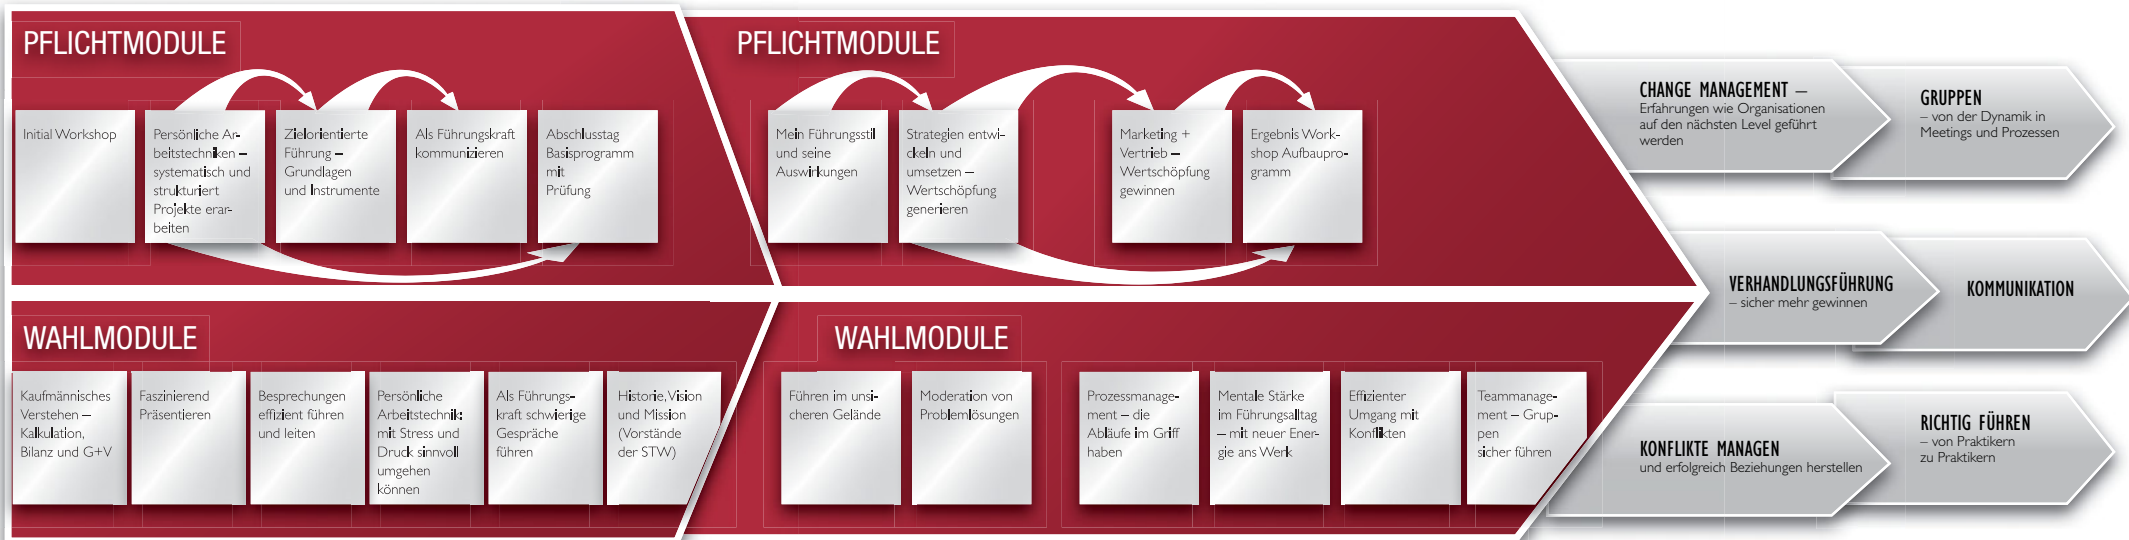 PFLICHTMODULE
Initial Workshop
Persönliche Ar-
beitstechniken –
systematisch und
strukturiert
Projekte erar-
beiten
Zielorientierte
Führung –
Grundlagen
und Instrumente
Als Führungskraft
kommunizieren
Abschlusstag
Basisprogramm
mit
Prüfung
PFLICHTMODULE
Mein Führungsstil
und seine
Auswirkungen
Strategien entwi-
ckeln und
umsetzen –
Wertschöpfung
generieren
Marketing +
Vertrieb –
Wertschöpfung
gewinnen
Ergebnis Work-
shop Aufbaupro-
gramm
WAHLMODULE
Kaufmännisches
Verstehen –
Kalkulation,
Bilanz und G+V
Faszinierend
Präsentieren
Besprechungen
effizient führen
und leiten
Persönliche
Arbeitstechnik:
mit Stress und
Druck sinnvoll
umgehen
können
Als Führungs-
kraft schwierige
Gespräche
führen
Historie, Vision
und Mission
(Vorstände
der STW)
WAHLMODULE
Führen im unsi-
cheren Gelände
Moderation von
Problemlösungen
Prozessmanage-
ment – die
Abläufe im Griff
haben
Mentale Stärke
im Führungsalltag
– mit neuer Ener-
gie ans Werk
Effizienter
Umgang mit
Konflikten
Teammanage-
ment – Grup-
pen
sicher führen
CHANGE MANAGEMENT –
Erfahrungen wie Organisationen
auf den nächsten Level geführt
werden
GRUPPEN
– von der Dynamik in
Meetings und Prozessen
VERHANDLUNGSFÜHRUNG
– sicher mehr gewinnen
KOMMUNIKATION
KONFLIKTE MANAGEN
und erfolgreich Beziehungen herstellen
RICHTIG FÜHREN
– von Praktikern
zu Praktikern